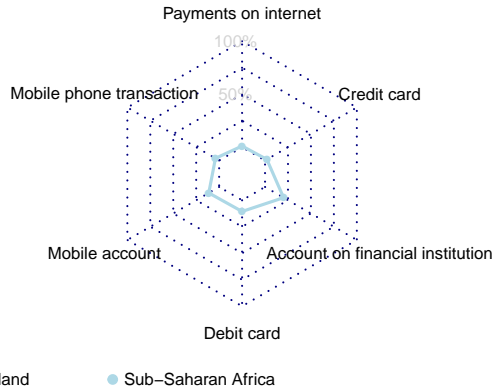 Payments on internet
100%
Mobile phone transaction
50%
Credit card
Mobile account
Account on financial institution
Debit card
land
Sub−Saharan Africa